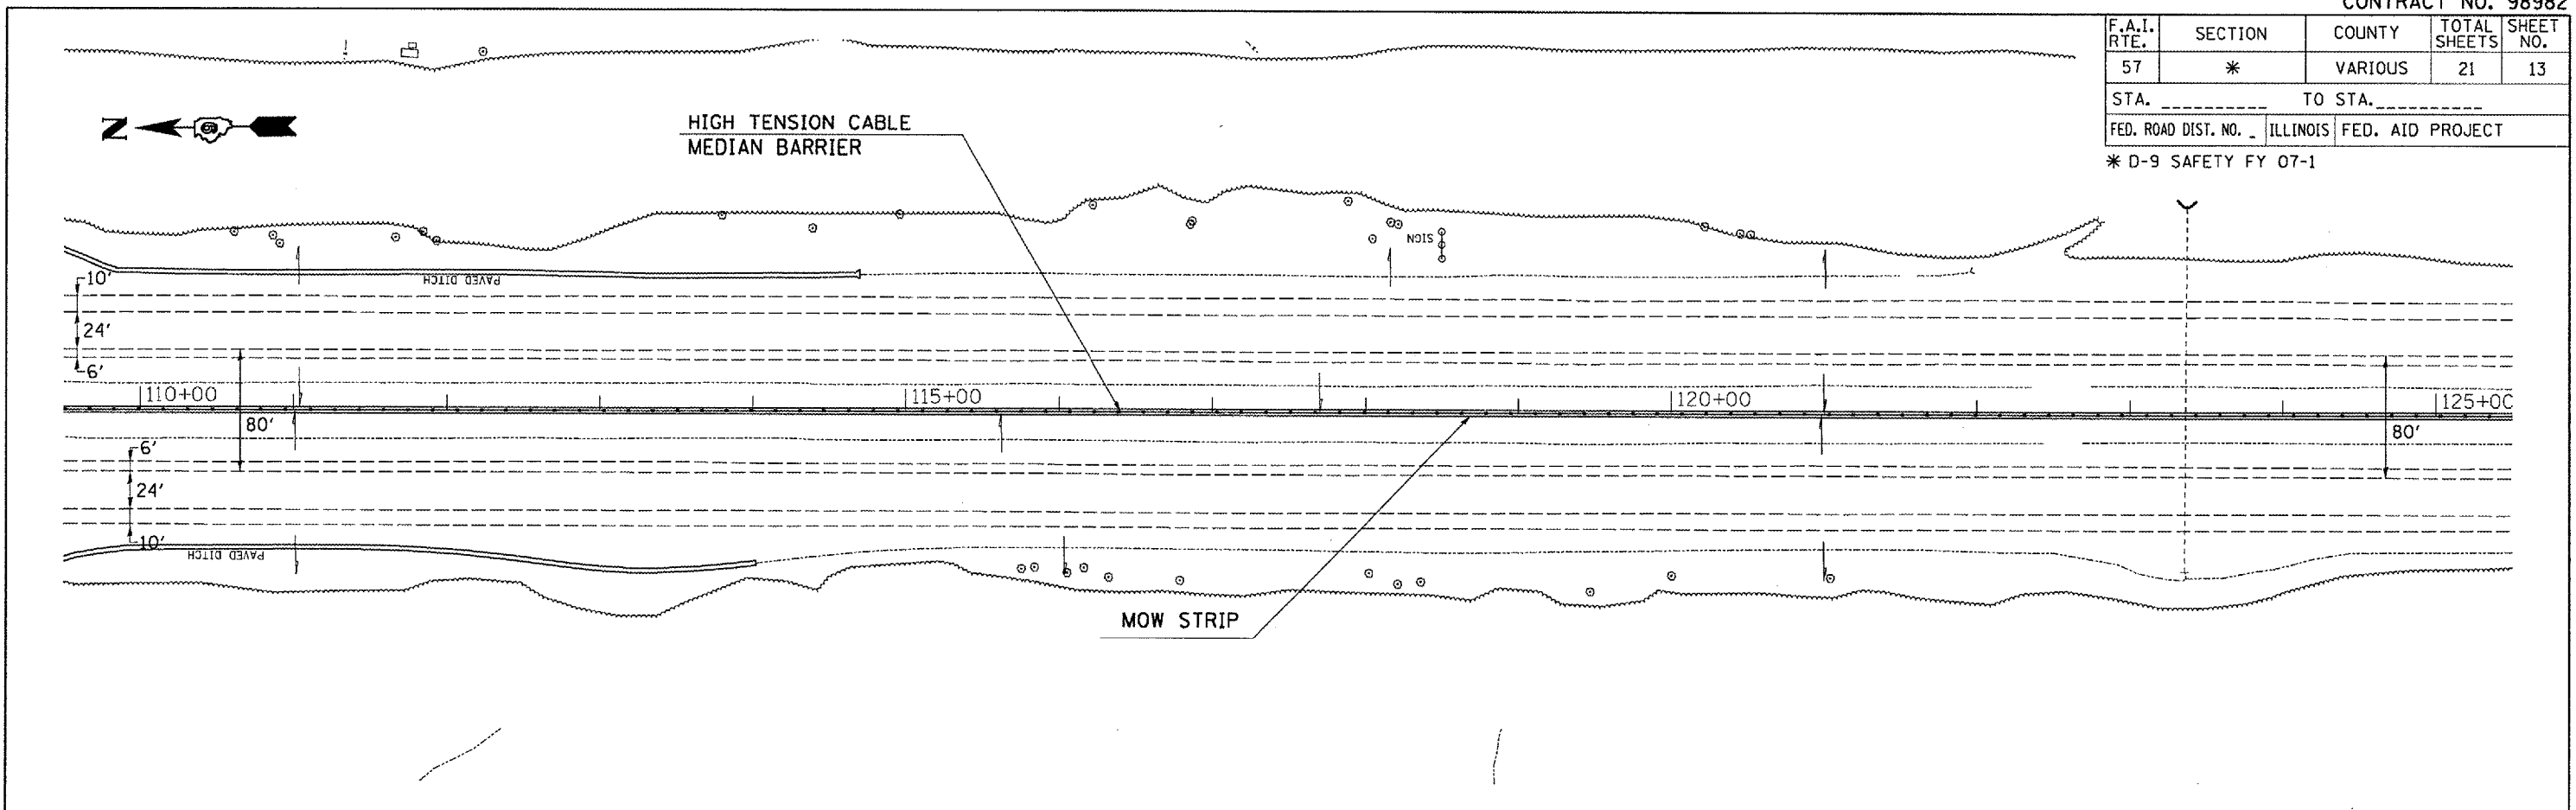 CONTRACT NO. 98982
F.A.I. RTE. SECTION COUNTY TOTAL SHEETS SHEET NO.
57 * VARIOUS 21 13
STA. __________ TO STA. __________
FED. ROAD DIST. NO. _ ILLINOIS FED. AID PROJECT
* D-9 SAFETY FY 07-1
N
HIGH TENSION CABLE
MEDIAN BARRIER
SIGN
PAVED DITCH
10'
24'
6'
110+00
115+00
120+00
125+00
80'
80'
6'
24'
10'
PAVED DITCH
MOW STRIP